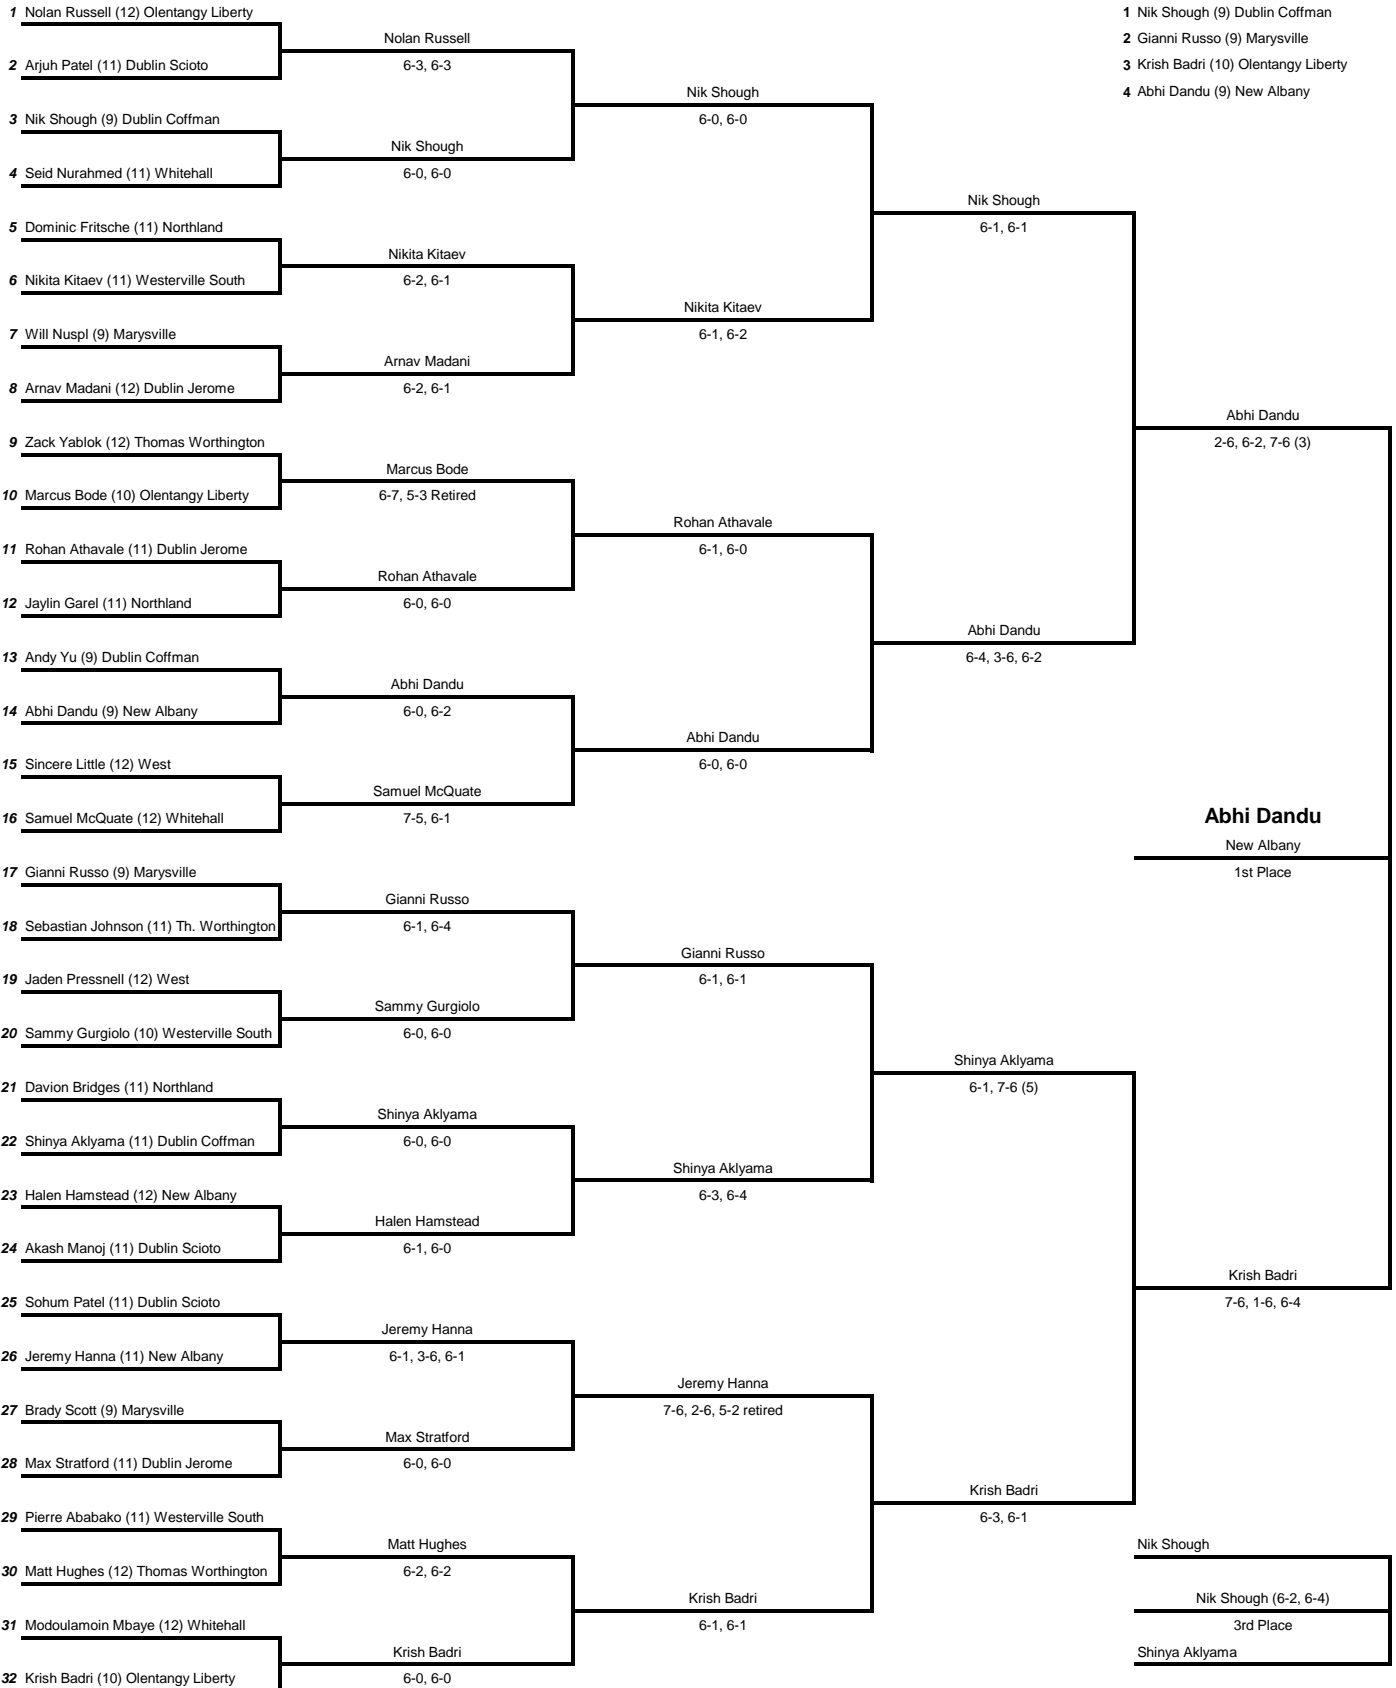 1 Nolan Russell (12) Olentangy Liberty
1 Nik Shough (9) Dublin Coffman
Nolan Russell
2 Gianni Russo (9) Marysville
2 Arjuh Patel (11) Dublin Scioto
6-3, 6-3
3 Krish Badri (10) Olentangy Liberty
Nik Shough
4 Abhi Dandu (9) New Albany
3 Nik Shough (9) Dublin Coffman
6-0, 6-0
Nik Shough
4 Seid Nurahmed (11) Whitehall
6-0, 6-0
Nik Shough
5 Dominic Fritsche (11) Northland
6-1, 6-1
Nikita Kitaev
6 Nikita Kitaev (11) Westerville South
6-2, 6-1
Nikita Kitaev
7 Will Nuspl (9) Marysville
6-1, 6-2
Arnav Madani
8 Arnav Madani (12) Dublin Jerome
6-2, 6-1
Abhi Dandu
9 Zack Yablok (12) Thomas Worthington
2-6, 6-2, 7-6 (3)
Marcus Bode
10 Marcus Bode (10) Olentangy Liberty
6-7, 5-3 Retired
Rohan Athavale
11 Rohan Athavale (11) Dublin Jerome
6-1, 6-0
Rohan Athavale
12 Jaylin Garel (11) Northland
6-0, 6-0
Abhi Dandu
13 Andy Yu (9) Dublin Coffman
6-4, 3-6, 6-2
Abhi Dandu
14 Abhi Dandu (9) New Albany
6-0, 6-2
Abhi Dandu
15 Sincere Little (12) West
6-0, 6-0
Samuel McQuate
16 Samuel McQuate (12) Whitehall
7-5, 6-1
Abhi Dandu
New Albany
17 Gianni Russo (9) Marysville
1st Place
Gianni Russo
18 Sebastian Johnson (11) Th. Worthington
6-1, 6-4
Gianni Russo
19 Jaden Pressnell (12) West
6-1, 6-1
Sammy Gurgiolo
20 Sammy Gurgiolo (10) Westerville South
6-0, 6-0
Shinya Aklyama
21 Davion Bridges (11) Northland
6-1, 7-6 (5)
Shinya Aklyama
22 Shinya Aklyama (11) Dublin Coffman
6-0, 6-0
Shinya Aklyama
23 Halen Hamstead (12) New Albany
6-3, 6-4
Halen Hamstead
24 Akash Manoj (11) Dublin Scioto
6-1, 6-0
Krish Badri
25 Sohum Patel (11) Dublin Scioto
7-6, 1-6, 6-4
Jeremy Hanna
26 Jeremy Hanna (11) New Albany
6-1, 3-6, 6-1
Jeremy Hanna
27 Brady Scott (9) Marysville
7-6, 2-6, 5-2 retired
Max Stratford
28 Max Stratford (11) Dublin Jerome
6-0, 6-0
Krish Badri
29 Pierre Ababako (11) Westerville South
6-3, 6-1
Matt Hughes
Nik Shough
30 Matt Hughes (12) Thomas Worthington
6-2, 6-2
Krish Badri
Nik Shough (6-2, 6-4)
31 Modoulamoin Mbaye (12) Whitehall
6-1, 6-1
3rd Place
Krish Badri
Shinya Aklyama
32 Krish Badri (10) Olentangy Liberty
6-0, 6-0